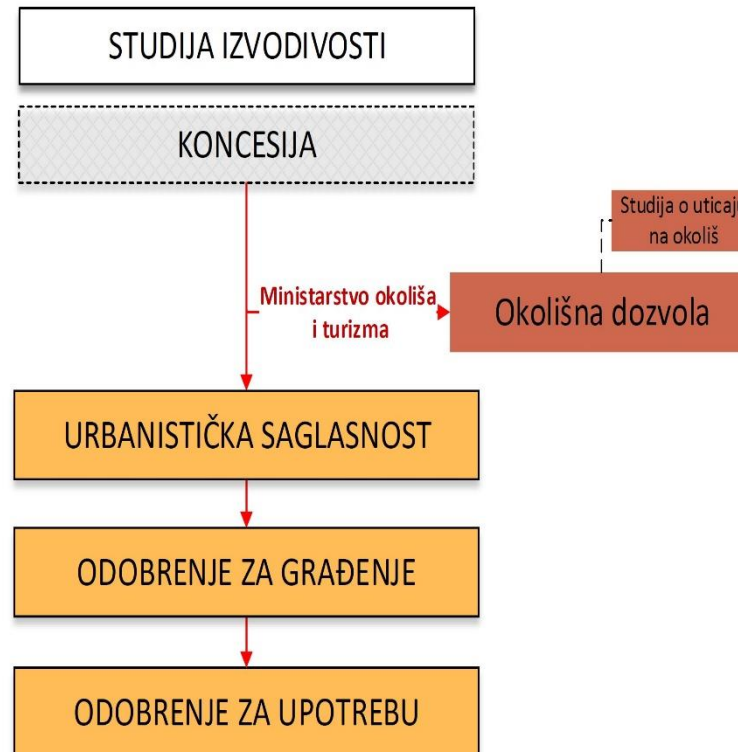 STUDIJA IZVODIVOSTI
KONCESIJA
Studija o uticaju
na okoliš
Ministarstvo okoliša
i turizma
Okolišna dozvola
URBANISTIČKA SAGLASNOST
ODOBRENJE ZA GRAĐENJE
ODOBRENJE ZA UPOTREBU